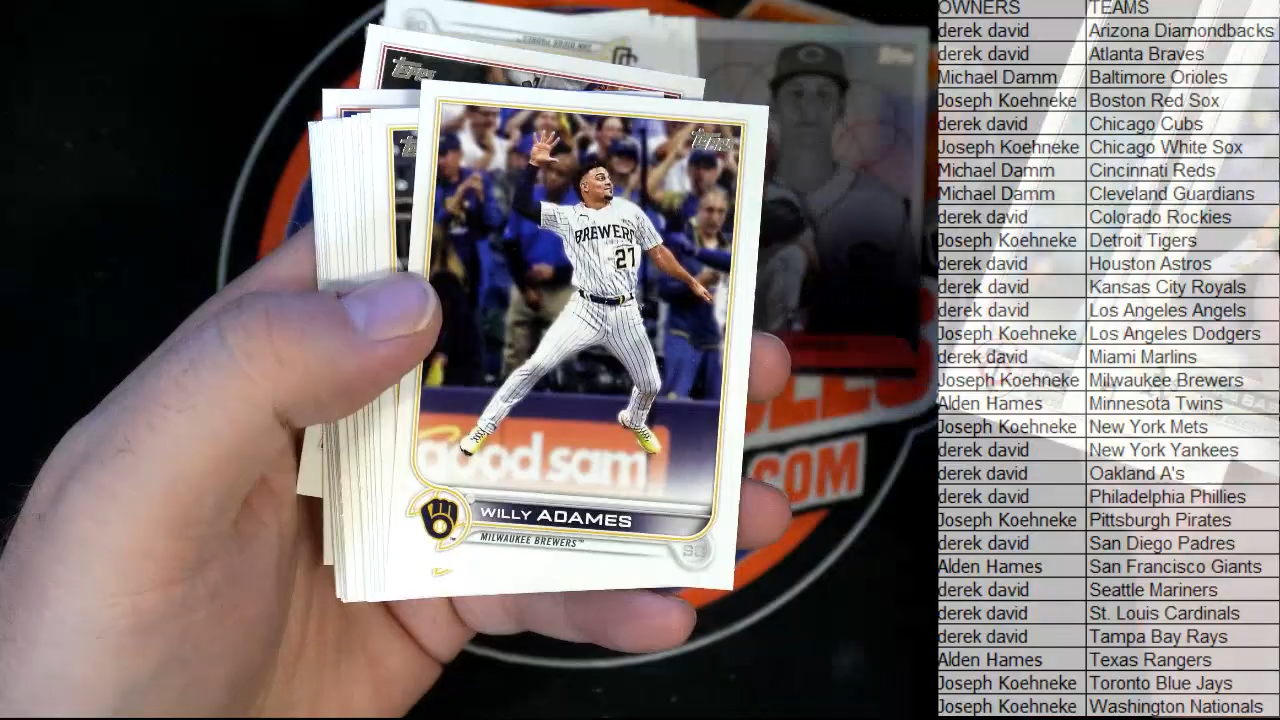 Topps
Topps
Topps
BREWERS
27
good sam
WILLY ADAMES
MILWAUKEE BREWERS™
.COM
OWNERS TEAMS
derek david Arizona Diamondbacks
derek david Atlanta Braves
Michael Damm Baltimore Orioles
Joseph Koehneke Boston Red Sox
derek david Chicago Cubs
Joseph Koehneke Chicago White Sox
Michael Damm Cincinnati Reds
Michael Damm Cleveland Guardians
derek david Colorado Rockies
Joseph Koehneke Detroit Tigers
derek david Houston Astros
derek david Kansas City Royals
derek david Los Angeles Angels
Joseph Koehneke Los Angeles Dodgers
derek david Miami Marlins
Joseph Koehneke Milwaukee Brewers
Alden Hames Minnesota Twins
Joseph Koehneke New York Mets
derek david New York Yankees
derek david Oakland A's
derek david Philadelphia Phillies
Joseph Koehneke Pittsburgh Pirates
derek david San Diego Padres
Alden Hames San Francisco Giants
derek david Seattle Mariners
derek david St. Louis Cardinals
derek david Tampa Bay Rays
Alden Hames Texas Rangers
Joseph Koehneke Toronto Blue Jays
Joseph Koehneke Washington Nationals